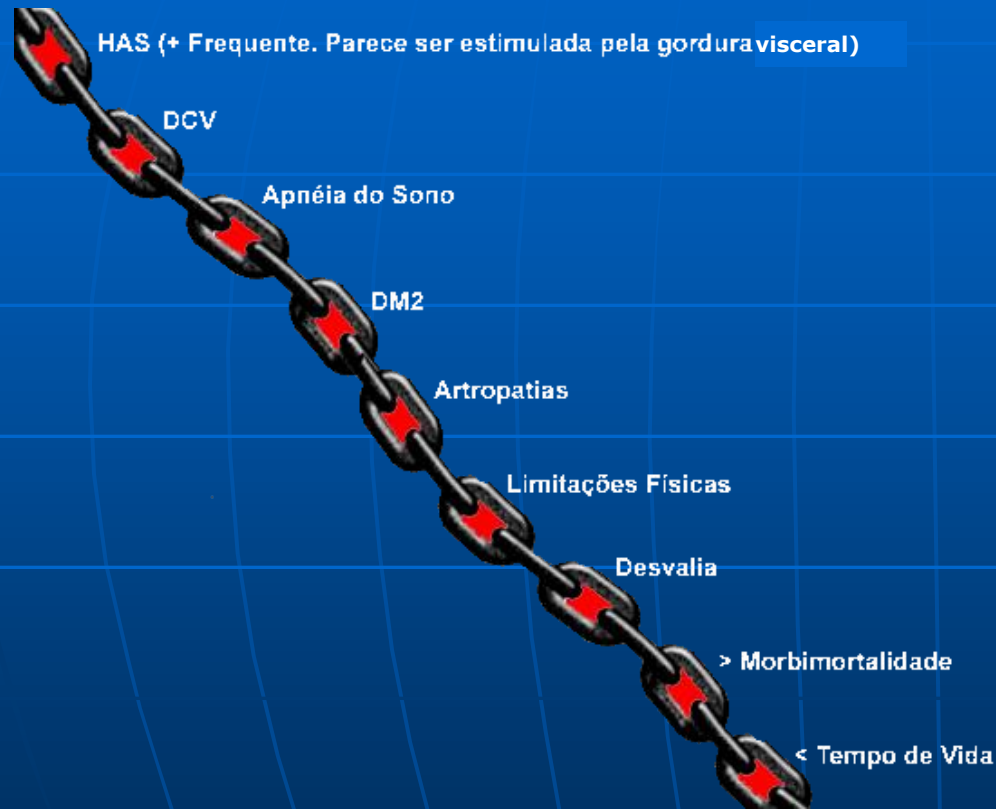 HAS (+ Frequente. Parece ser estimulada pela gordura visceral)
DCV
Apnéia do Sono
DM2
Artropatias
Limitações Físicas
Desvalia
> Morbimortalidade
< Tempo de Vida